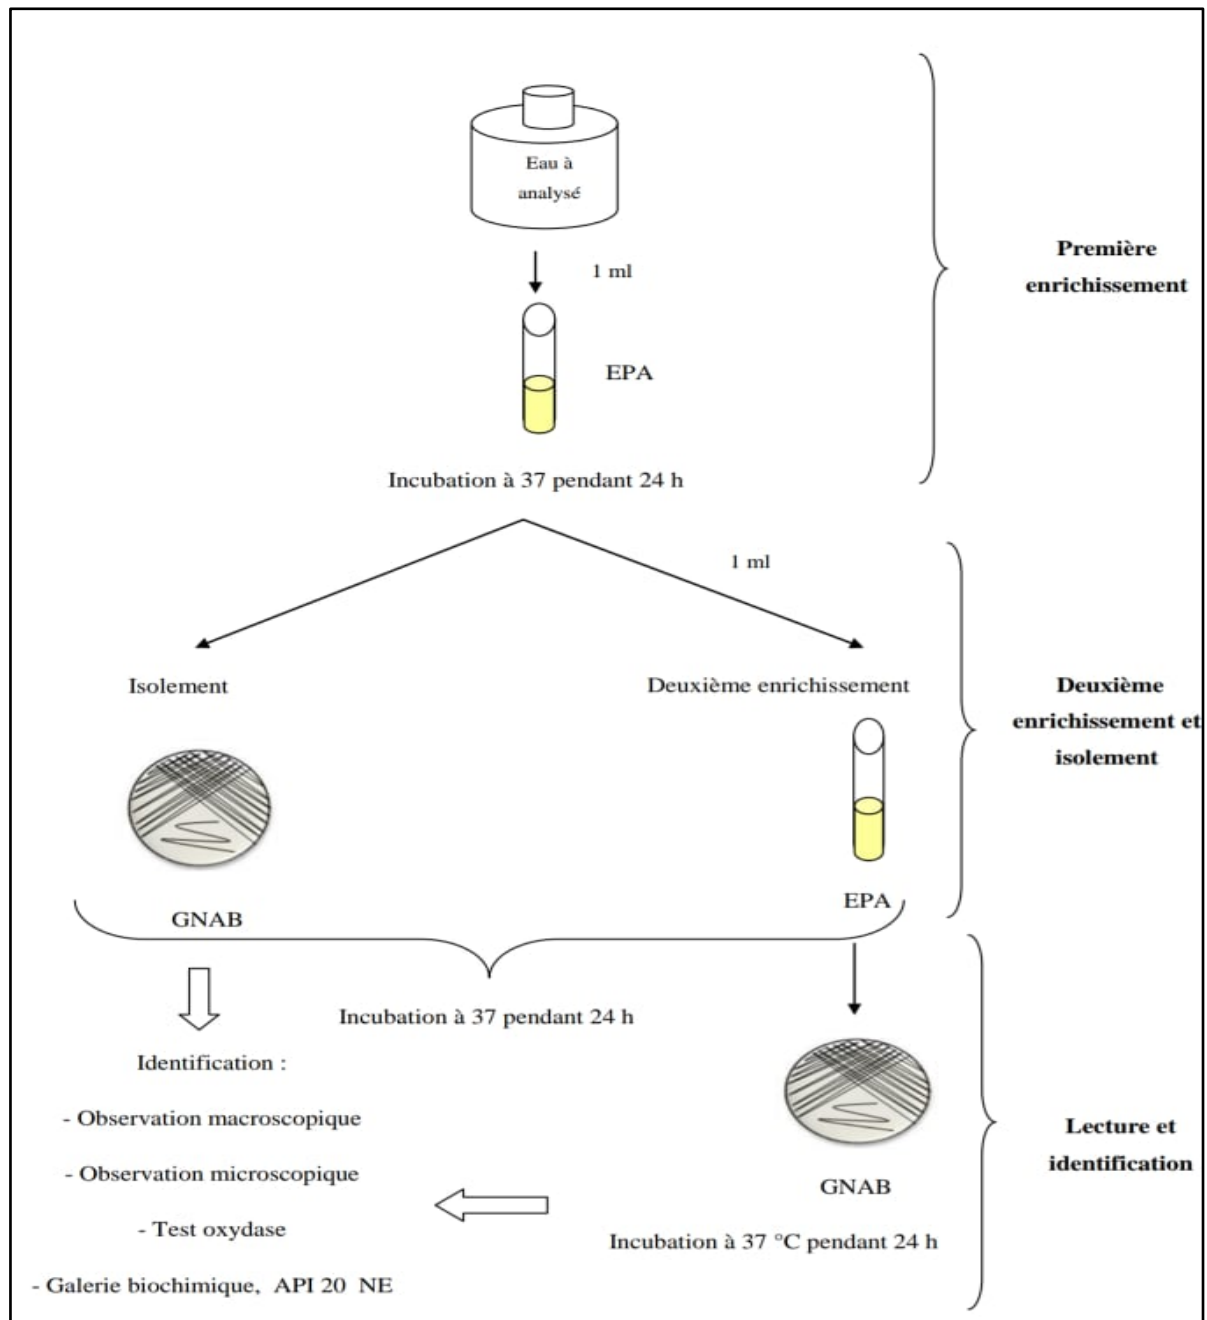 Eau à
analysé
1 ml
EPA
Incubation à 37 pendant 24 h
Première
enrichissement
1 ml
Isolement
Deuxième enrichissement
GNAB
EPA
Deuxième
enrichissement et
isolement
Incubation à 37 pendant 24 h
Identification :
- Observation macroscopique
- Observation microscopique
- Test oxydase
- Galerie biochimique, API 20 NE
GNAB
Incubation à 37 °C pendant 24 h
Lecture et
identification